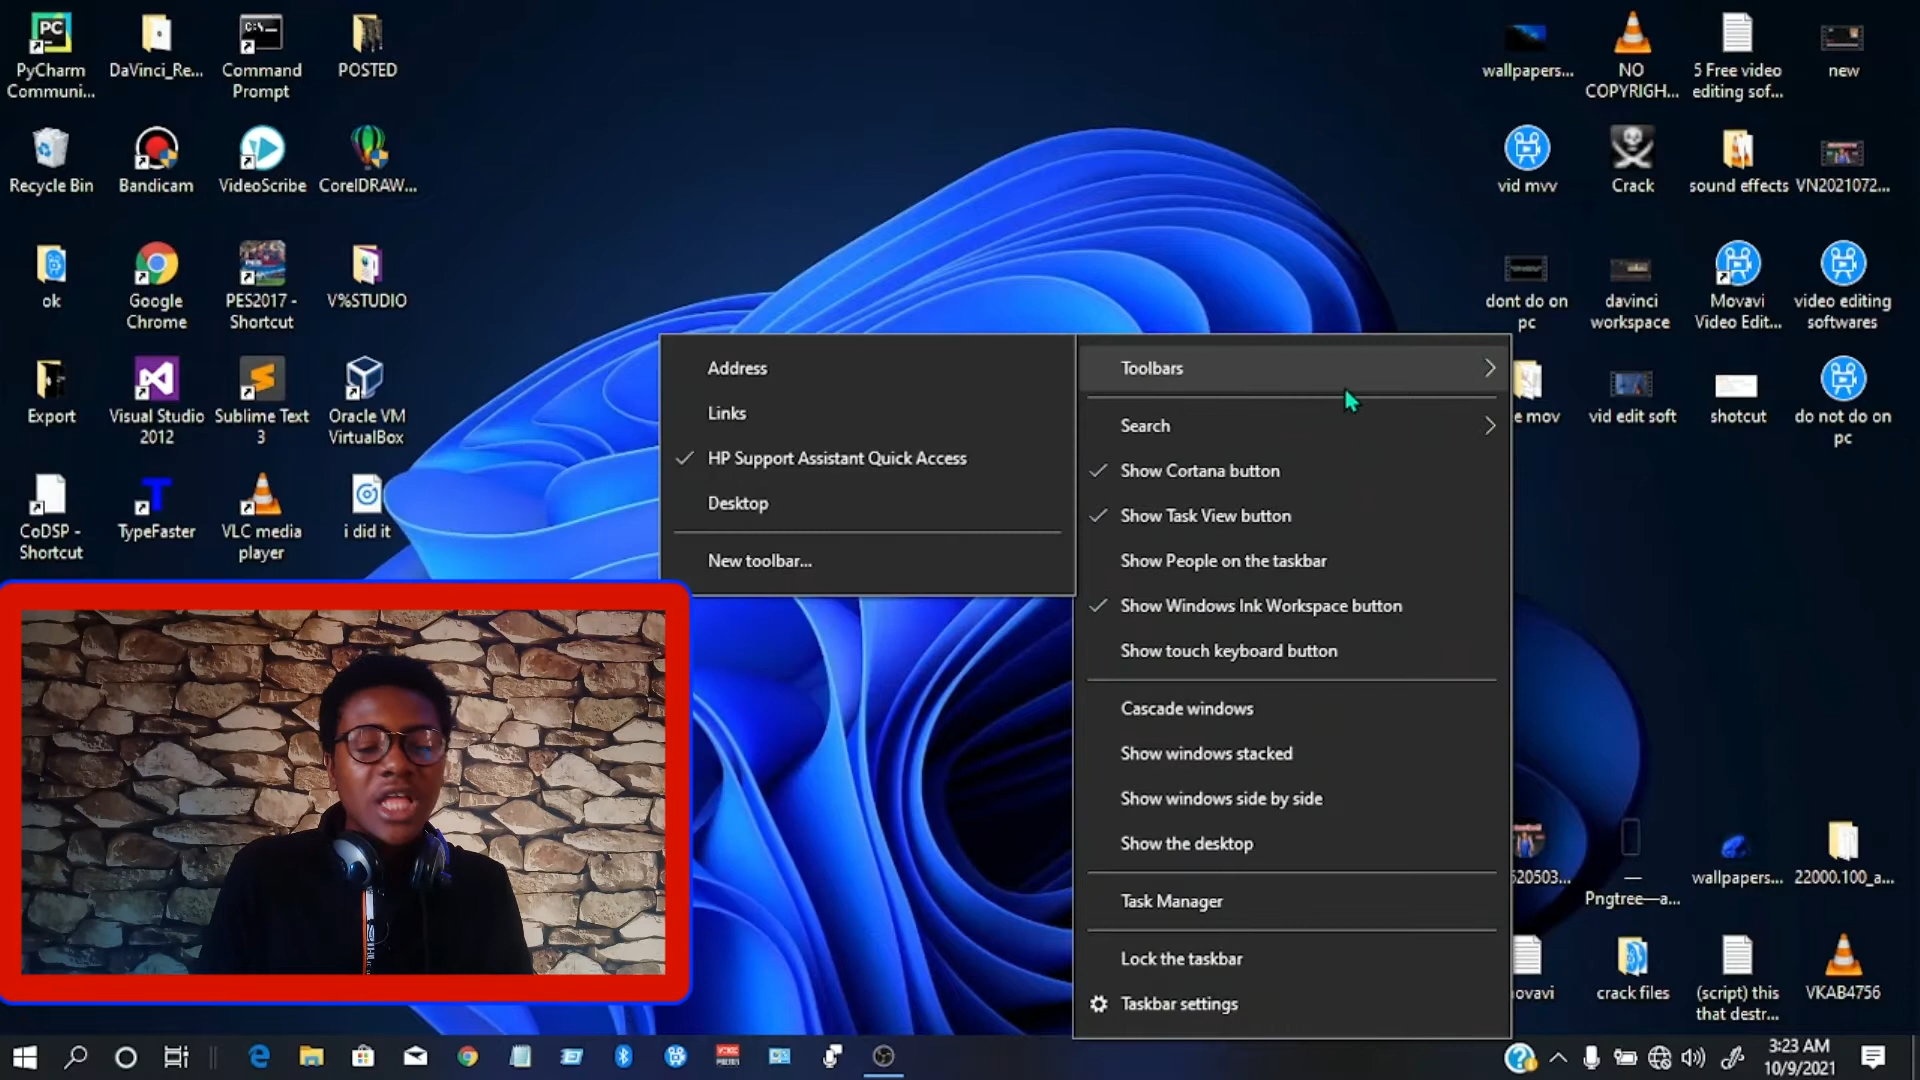 PyCharm
Communi...
DaVinci_Re...
Command
Prompt
POSTED
Recycle Bin
Bandicam
VideoScribe
CorelDRAW...
ok
Google
Chrome
PES2017 -
Shortcut
V%STUDIO
Export
Visual Studio
2012
Sublime Text
3
Oracle VM
VirtualBox
CoDSP -
Shortcut
TypeFaster
VLC media
player
i did it
wallpapers...
NO
COPYRIGH...
5 Free video
editing sof...
new
vid mvv
Crack
sound effects
VN2021072...
dont do on
pc
davinci
workspace
Movavi
Video Edit...
video editing
softwares
e mov
vid edit soft
shotcut
do not do on
pc
Address
Links
HP Support Assistant Quick Access
Desktop
New toolbar...
Toolbars
Search
Show Cortana button
Show Task View button
Show People on the taskbar
Show Windows Ink Workspace button
Show touch keyboard button
Cascade windows
Show windows stacked
Show windows side by side
Show the desktop
Task Manager
Lock the taskbar
Taskbar settings
620503...
—
Pngtree—a...
wallpapers...
22000.100_a...
ovavi
crack files
(script) this
that destr...
VKAB4756
3:23 AM
10/9/2021